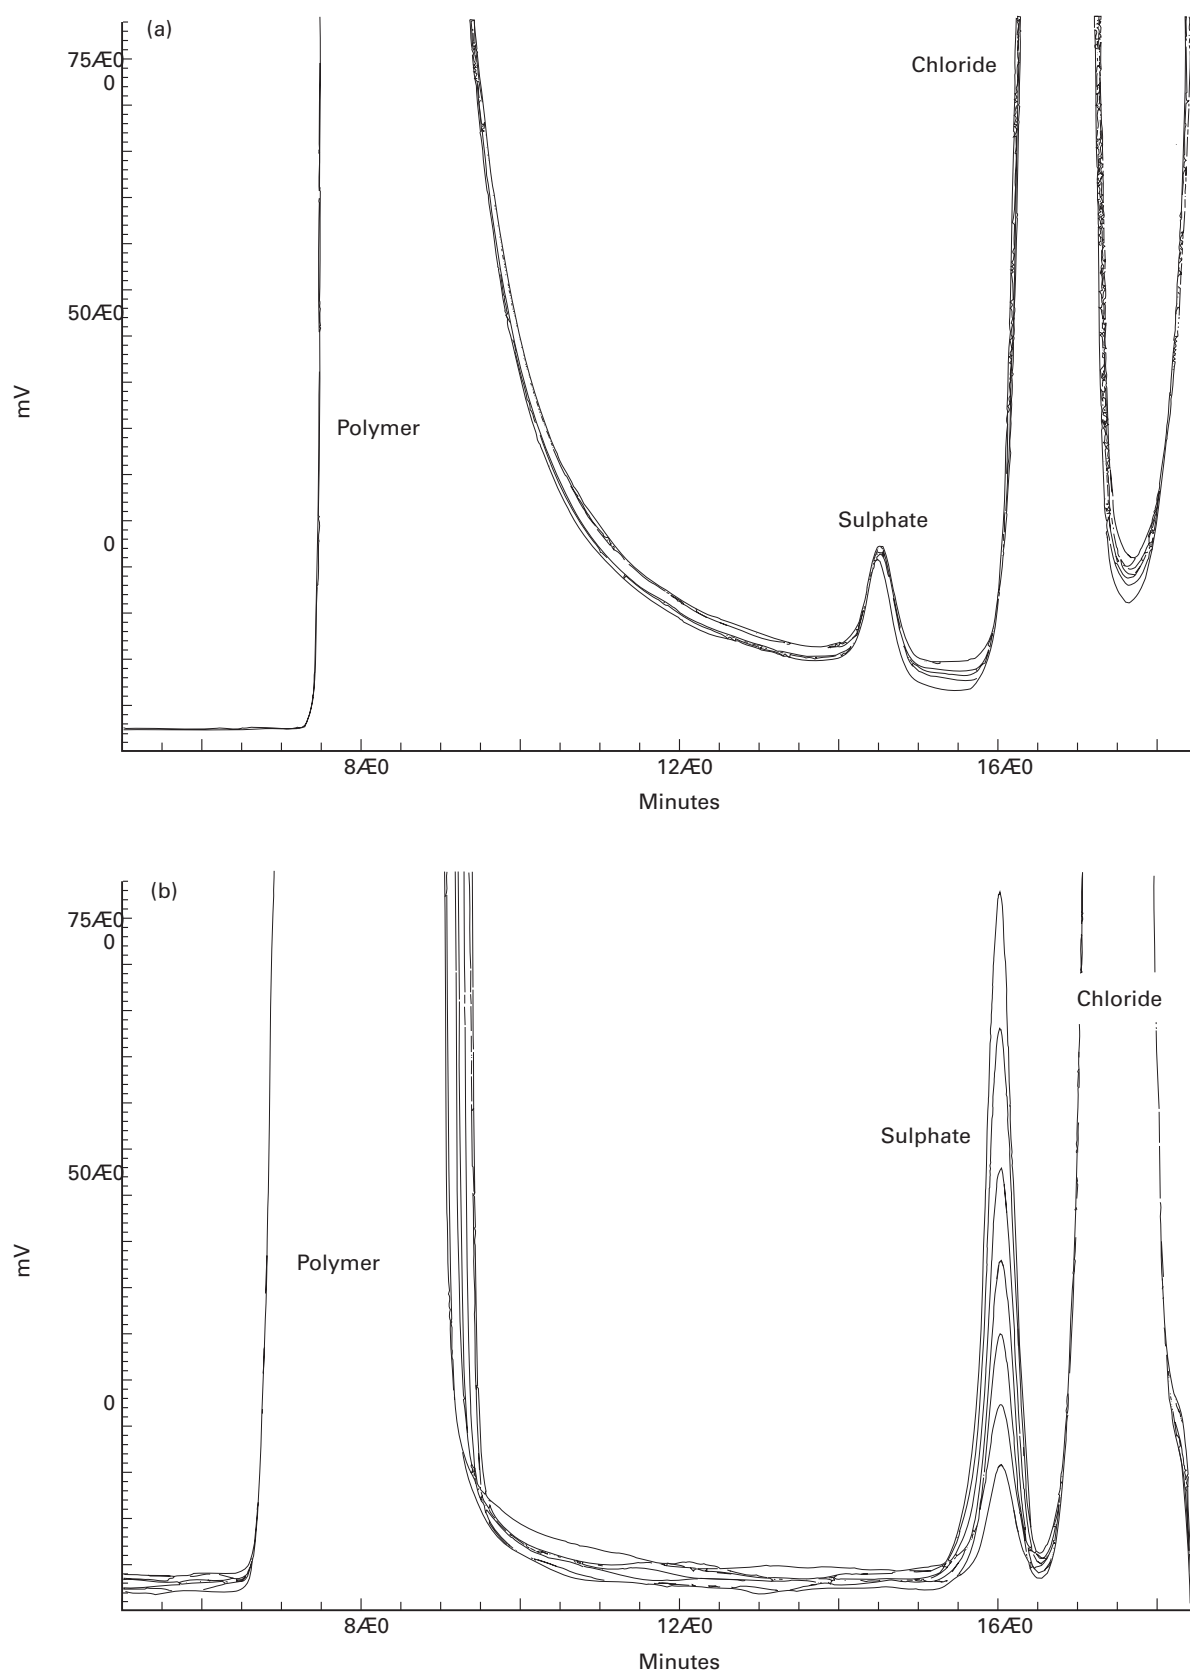 (a)
75Æ0
0
Chloride
50Æ0
mV
Polymer
Sulphate
0
8Æ0
12Æ0
16Æ0
Minutes
(b)
75Æ0
0
Chloride
Sulphate
50Æ0
mV
Polymer
0
8Æ0
12Æ0
16Æ0
Minutes